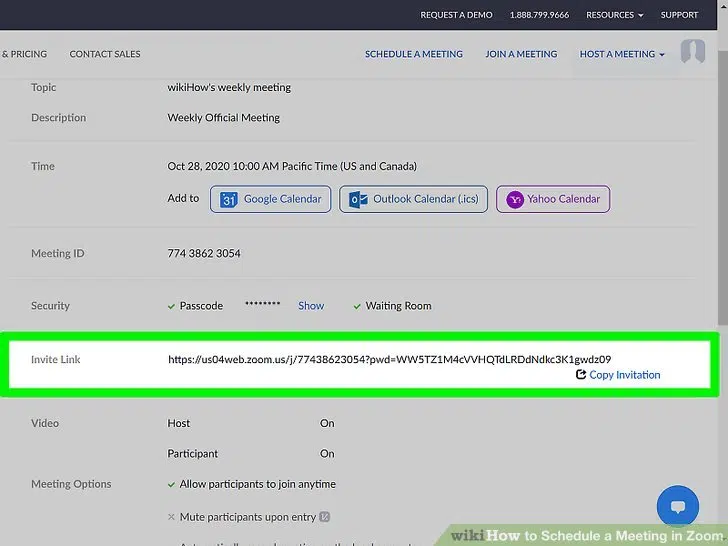 REQUEST A DEMO 1.888.799.9666 RESOURCES SUPPORT
& PRICING CONTACT SALES SCHEDULE A MEETING JOIN A MEETING HOST A MEETING
Topic wikiHow's weekly meeting
Description Weekly Official Meeting
Time Oct 28, 2020 10:00 AM Pacific Time (US and Canada)
Add to 31 Google Calendar Outlook Calendar (.ics) Yahoo Calendar
Meeting ID 774 3862 3054
Security Passcode ******** Show Waiting Room
Invite Link https://us04web.zoom.us/j/77438623054?pwd=WW5TZ1M4cVVHQTdLRDdNdkc3K1gwdz09
Copy Invitation
Video Host On
Participant On
Meeting Options Allow participants to join anytime
Mute participants upon entry
wikiHow to Schedule a Meeting in Zoom